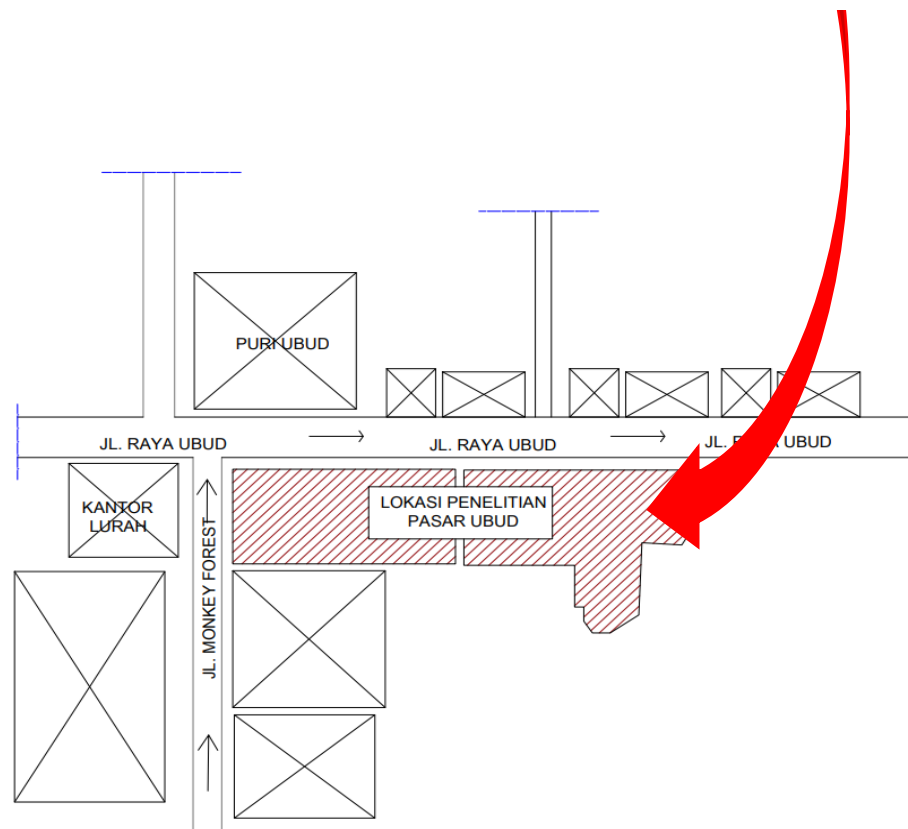 PURI UBUD
JL. RAYA UBUD
JL. RAYA UBUD
JL. RAYA UBUD
KANTOR
LURAH
LOKASI PENELITIAN
PASAR UBUD
JL. MONKEY FOREST